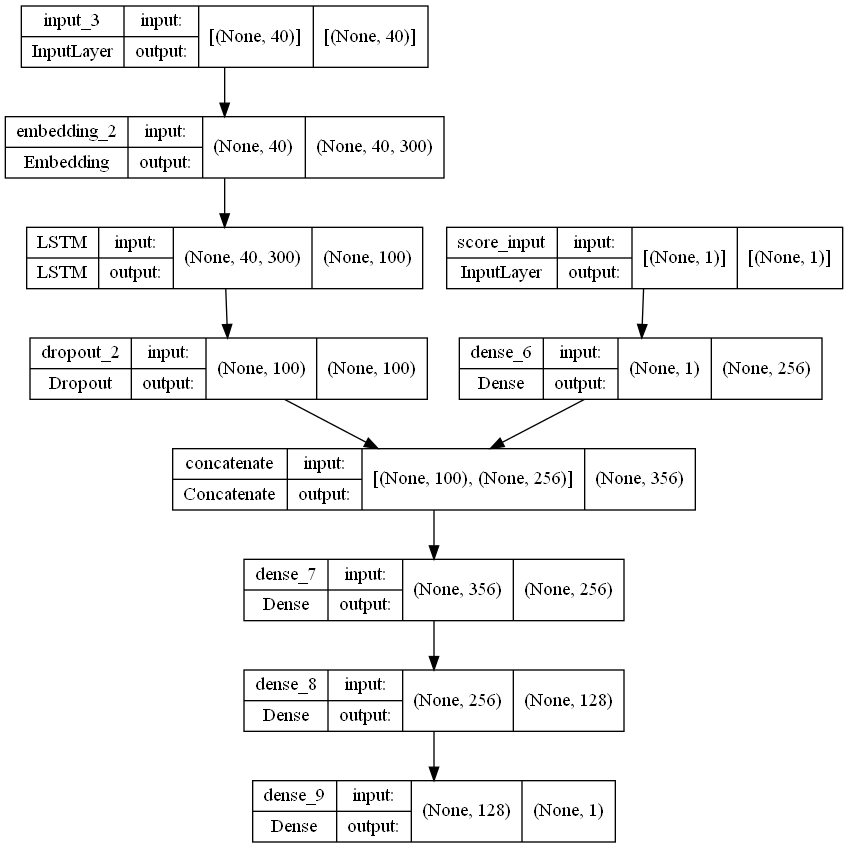 input_3 input: [(None, 40)] [(None, 40)]
InputLayer output:
embedding_2 input: (None, 40) (None, 40, 300)
Embedding output:
LSTM input: (None, 40, 300) (None, 100)
LSTM output:
score_input input: [(None, 1)] [(None, 1)]
InputLayer output:
dropout_2 input: (None, 100) (None, 100)
Dropout output:
dense_6 input: (None, 1) (None, 256)
Dense output:
concatenate input: [(None, 100), (None, 256)] (None, 356)
Concatenate output:
dense_7 input: (None, 356) (None, 256)
Dense output:
dense_8 input: (None, 256) (None, 128)
Dense output:
dense_9 input: (None, 128) (None, 1)
Dense output: